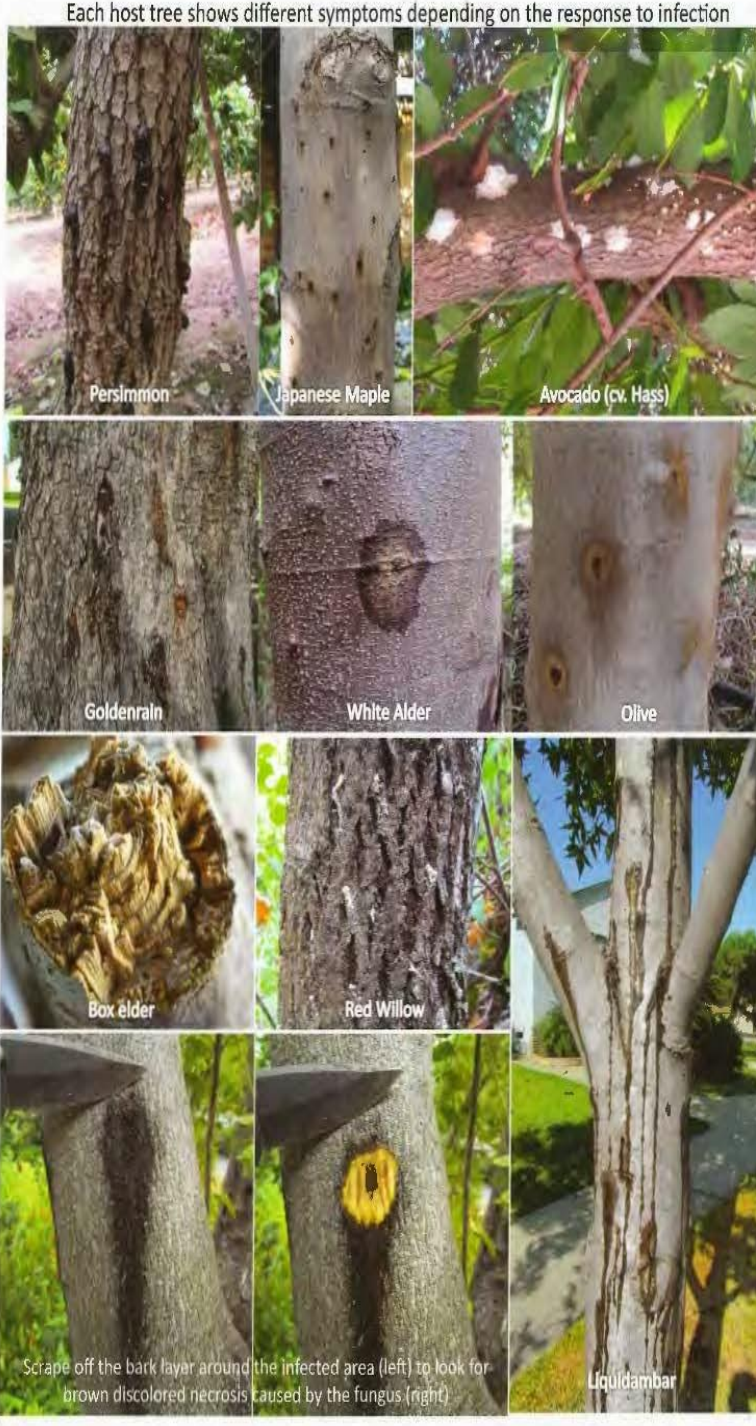 Each host tree shows different symptoms depending on the response to infection
Persimmon
Japanese Maple
Avocado (cv. Hass)
Goldenrain
White Alder
Olive
Box elder
Red Willow
Scrape off the bark layer around the infected area (left) to look for
brown discolored necrosis caused by the fungus (right)
Liquidambar